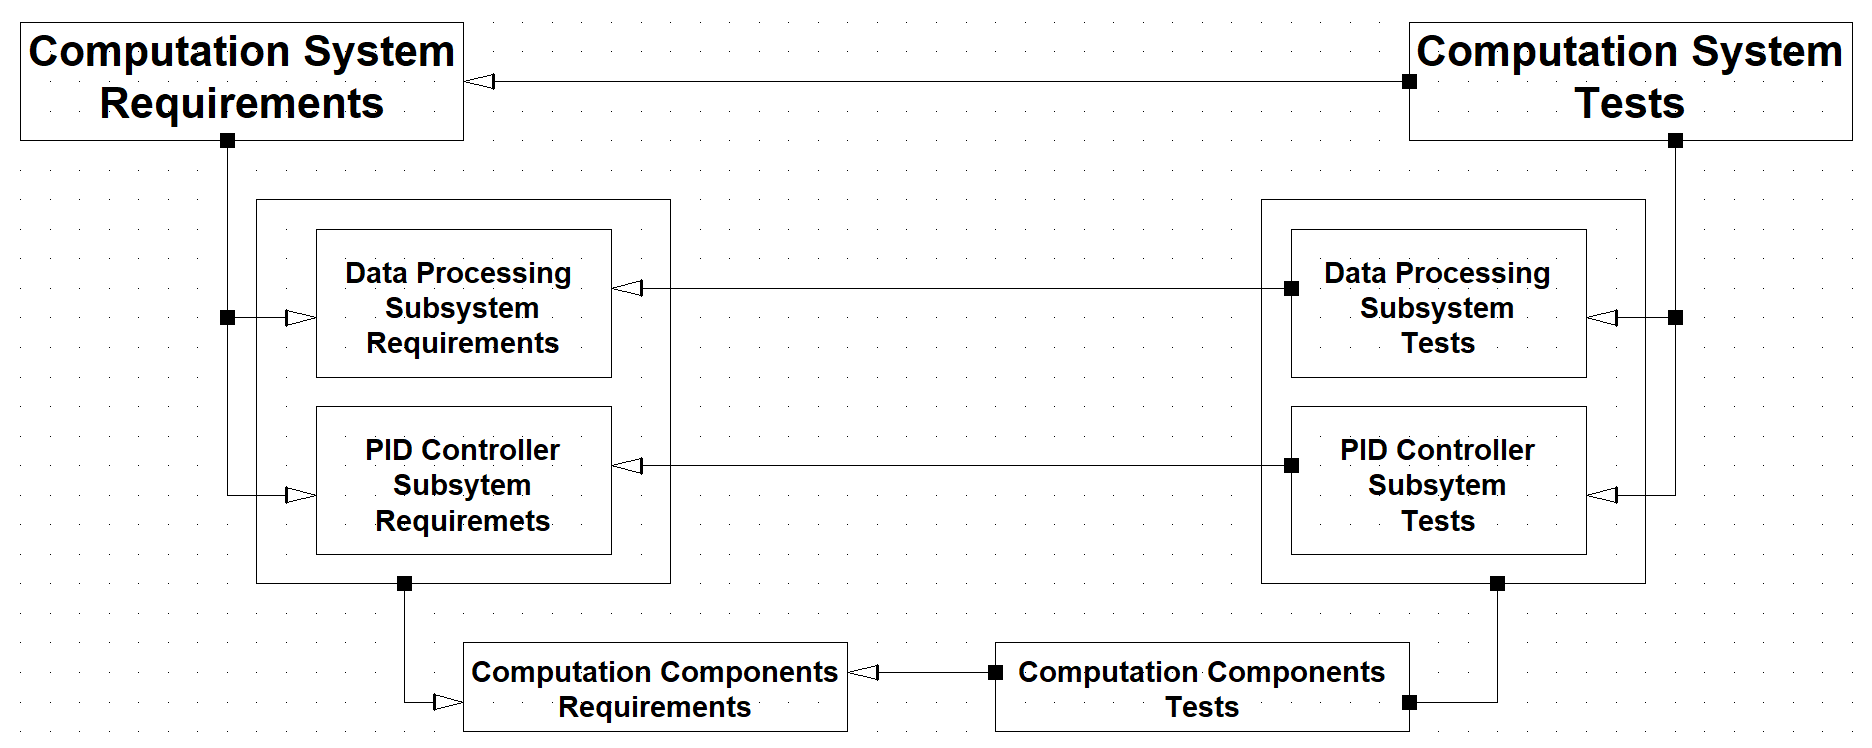 Computation System
Requirements
Computation System
Tests
Data Processing
Subsystem
Requirements
Data Processing
Subsystem
Tests
PID Controller
Subsytem
Requiremets
PID Controller
Subsytem
Tests
Computation Components
Requirements
Computation Components
Tests